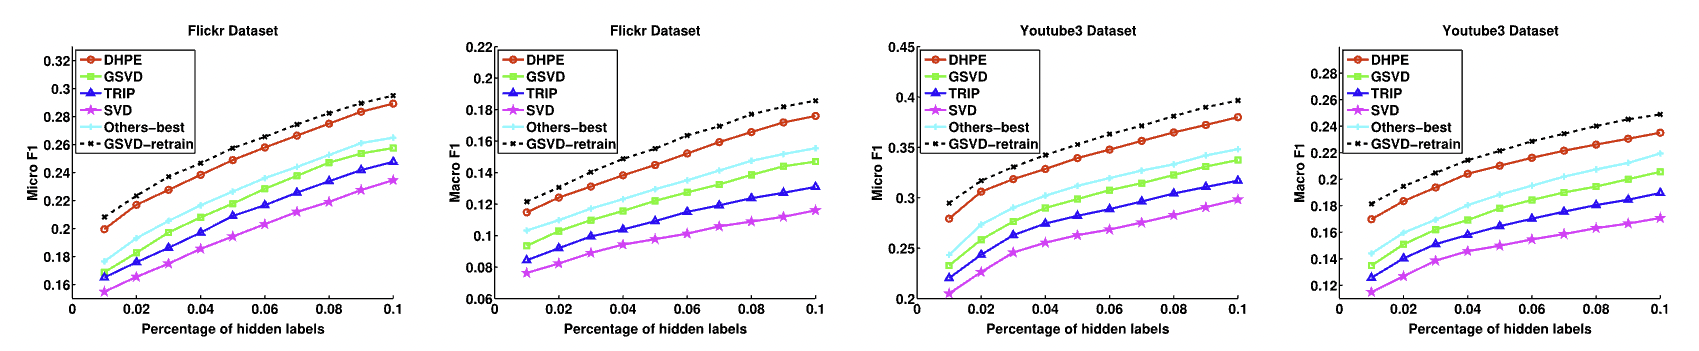 Flickr Dataset
0.32
0.3
0.28
0.26
0.24
0.22
0.2
0.18
0.16
Micro F1
DHPE
GSVD
TRIP
SVD
Others-best
GSVD-retrain
0 0.02 0.04 0.06 0.08 0.1
Percentage of hidden labels
Flickr Dataset
0.22
0.2
0.18
0.16
0.14
0.12
0.1
0.08
0.06
Macro F1
DHPE
GSVD
TRIP
SVD
Others-best
GSVD-retrain
0 0.02 0.04 0.06 0.08 0.1
Percentage of hidden labels
Youtube3 Dataset
0.45
0.4
0.35
0.3
0.25
0.2
Micro F1
DHPE
GSVD
TRIP
SVD
Others-best
GSVD-retrain
0 0.02 0.04 0.06 0.08 0.1
Percentage of hidden labels
Youtube3 Dataset
0.28
0.26
0.24
0.22
0.2
0.18
0.16
0.14
0.12
Macro F1
DHPE
GSVD
TRIP
SVD
Others-best
GSVD-retrain
0 0.02 0.04 0.06 0.08 0.1
Percentage of hidden labels